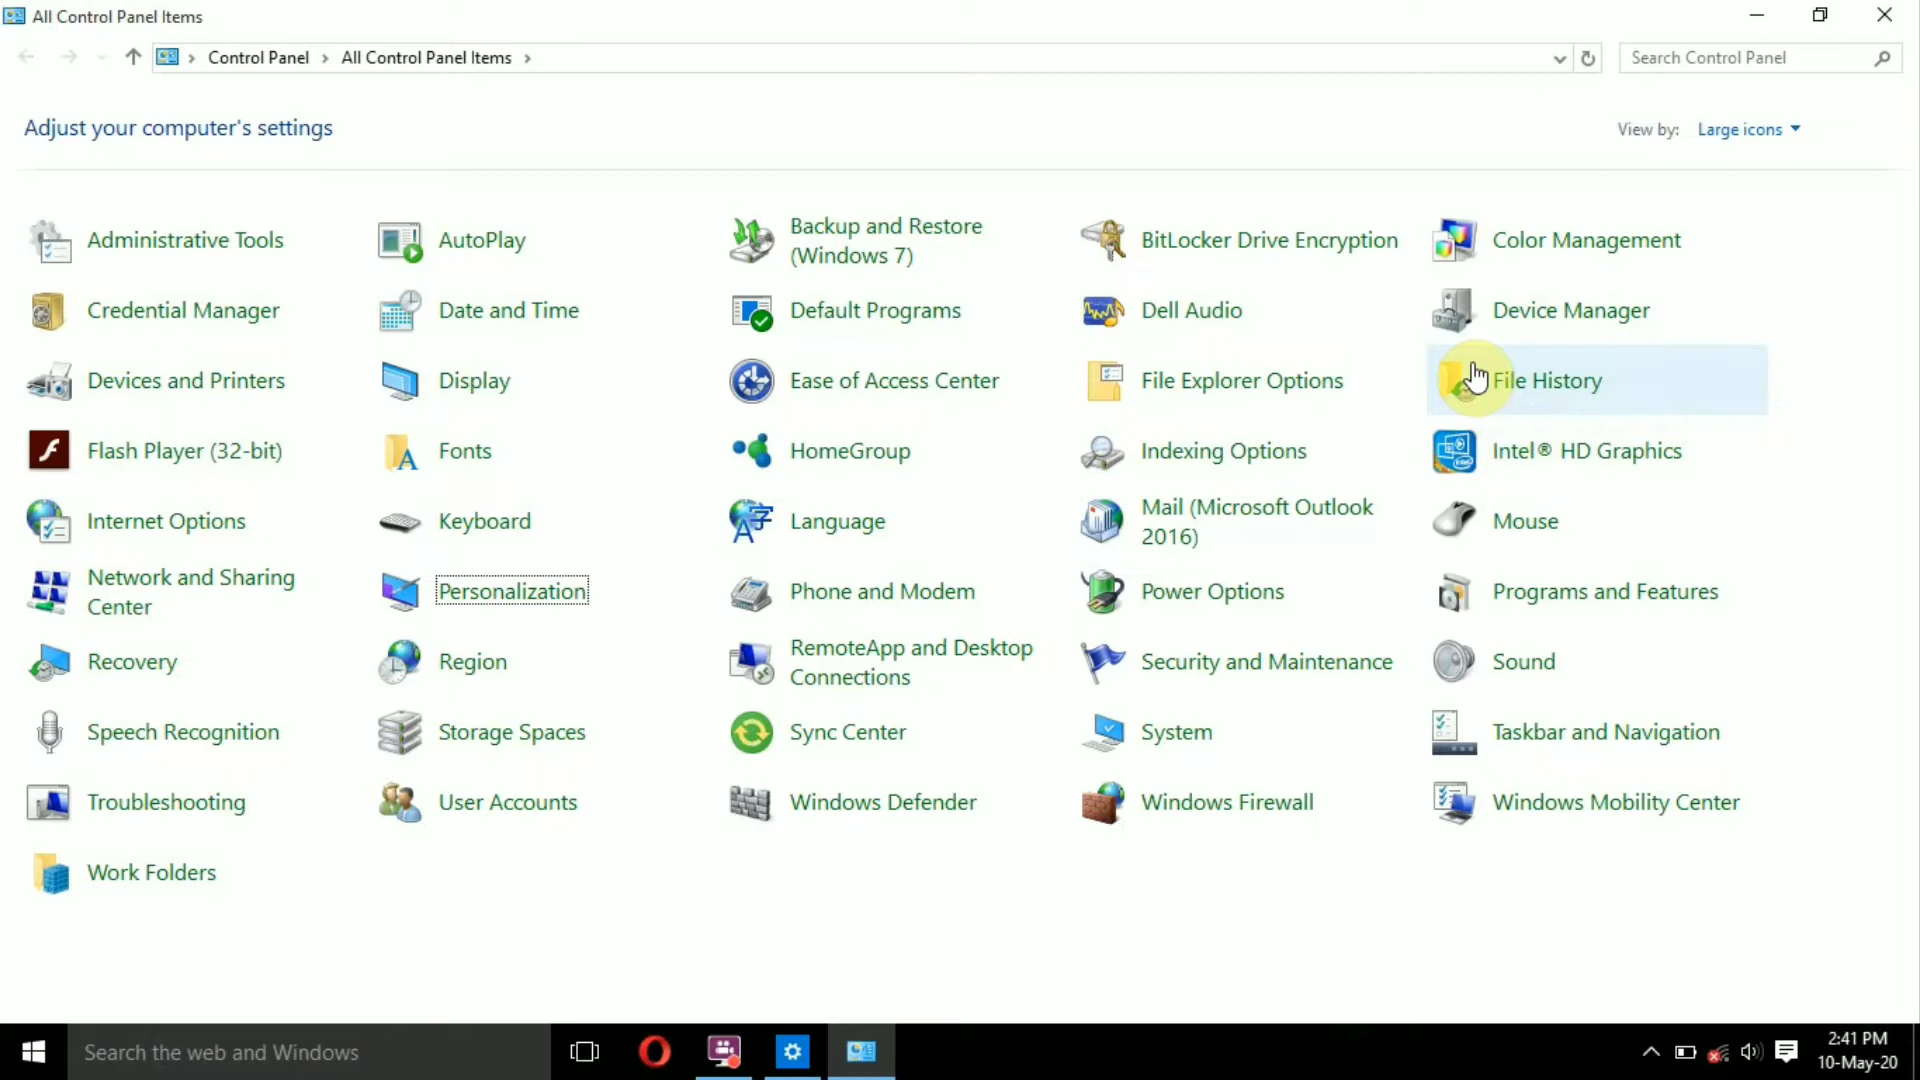 All Control Panel Items
Control Panel
All Control Panel Items
Search Control Panel
Adjust your computer's settings
View by: Large icons
Administrative Tools
AutoPlay
Backup and Restore
(Windows 7)
BitLocker Drive Encryption
Color Management
Credential Manager
Date and Time
Default Programs
Dell Audio
Device Manager
Devices and Printers
Display
Ease of Access Center
File Explorer Options
File History
Flash Player (32-bit)
Fonts
HomeGroup
Indexing Options
Intel® HD Graphics
Internet Options
Keyboard
Language
Mail (Microsoft Outlook
2016)
Mouse
Network and Sharing
Center
Personalization
Phone and Modem
Power Options
Programs and Features
Recovery
Region
RemoteApp and Desktop
Connections
Security and Maintenance
Sound
Speech Recognition
Storage Spaces
Sync Center
System
Taskbar and Navigation
Troubleshooting
User Accounts
Windows Defender
Windows Firewall
Windows Mobility Center
Work Folders
Search the web and Windows
2:41 PM
10-May-20